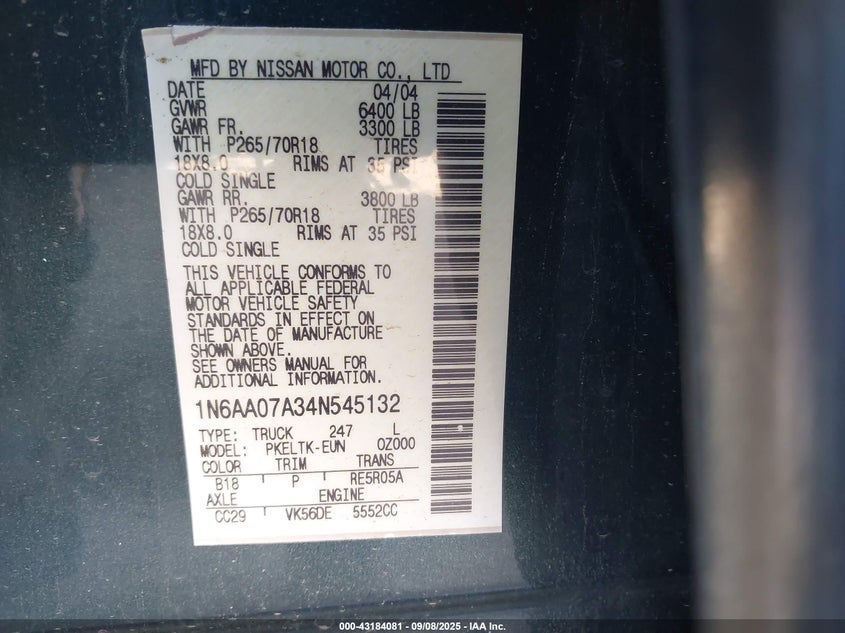 MFD BY NISSAN MOTOR CO., LTD
DATE 04/04
GVWR 6400 LB
GAWR FR. 3300 LB
WITH P265/70R18 TIRES
18X8.0 RIMS AT 35 PSI
COLD SINGLE
GAWR RR. 3800 LB
WITH P265/70R18 TIRES
18X8.0 RIMS AT 35 PSI
COLD SINGLE
THIS VEHICLE CONFORMS TO
ALL APPLICABLE FEDERAL
MOTOR VEHICLE SAFETY
STANDARDS IN EFFECT ON
THE DATE OF MANUFACTURE
SHOWN ABOVE.
SEE OWNERS MANUAL FOR
ADDITIONAL INFORMATION.
1N6AA07A34N545132
TYPE: TRUCK 247 L
MODEL: PKELTK-EUN 0Z000
COLOR TRIM TRANS
B18 P RE5R05A
AXLE ENGINE
CC29 VK56DE 5552CC
000-43184081 - 09/08/2025 - IAA Inc.